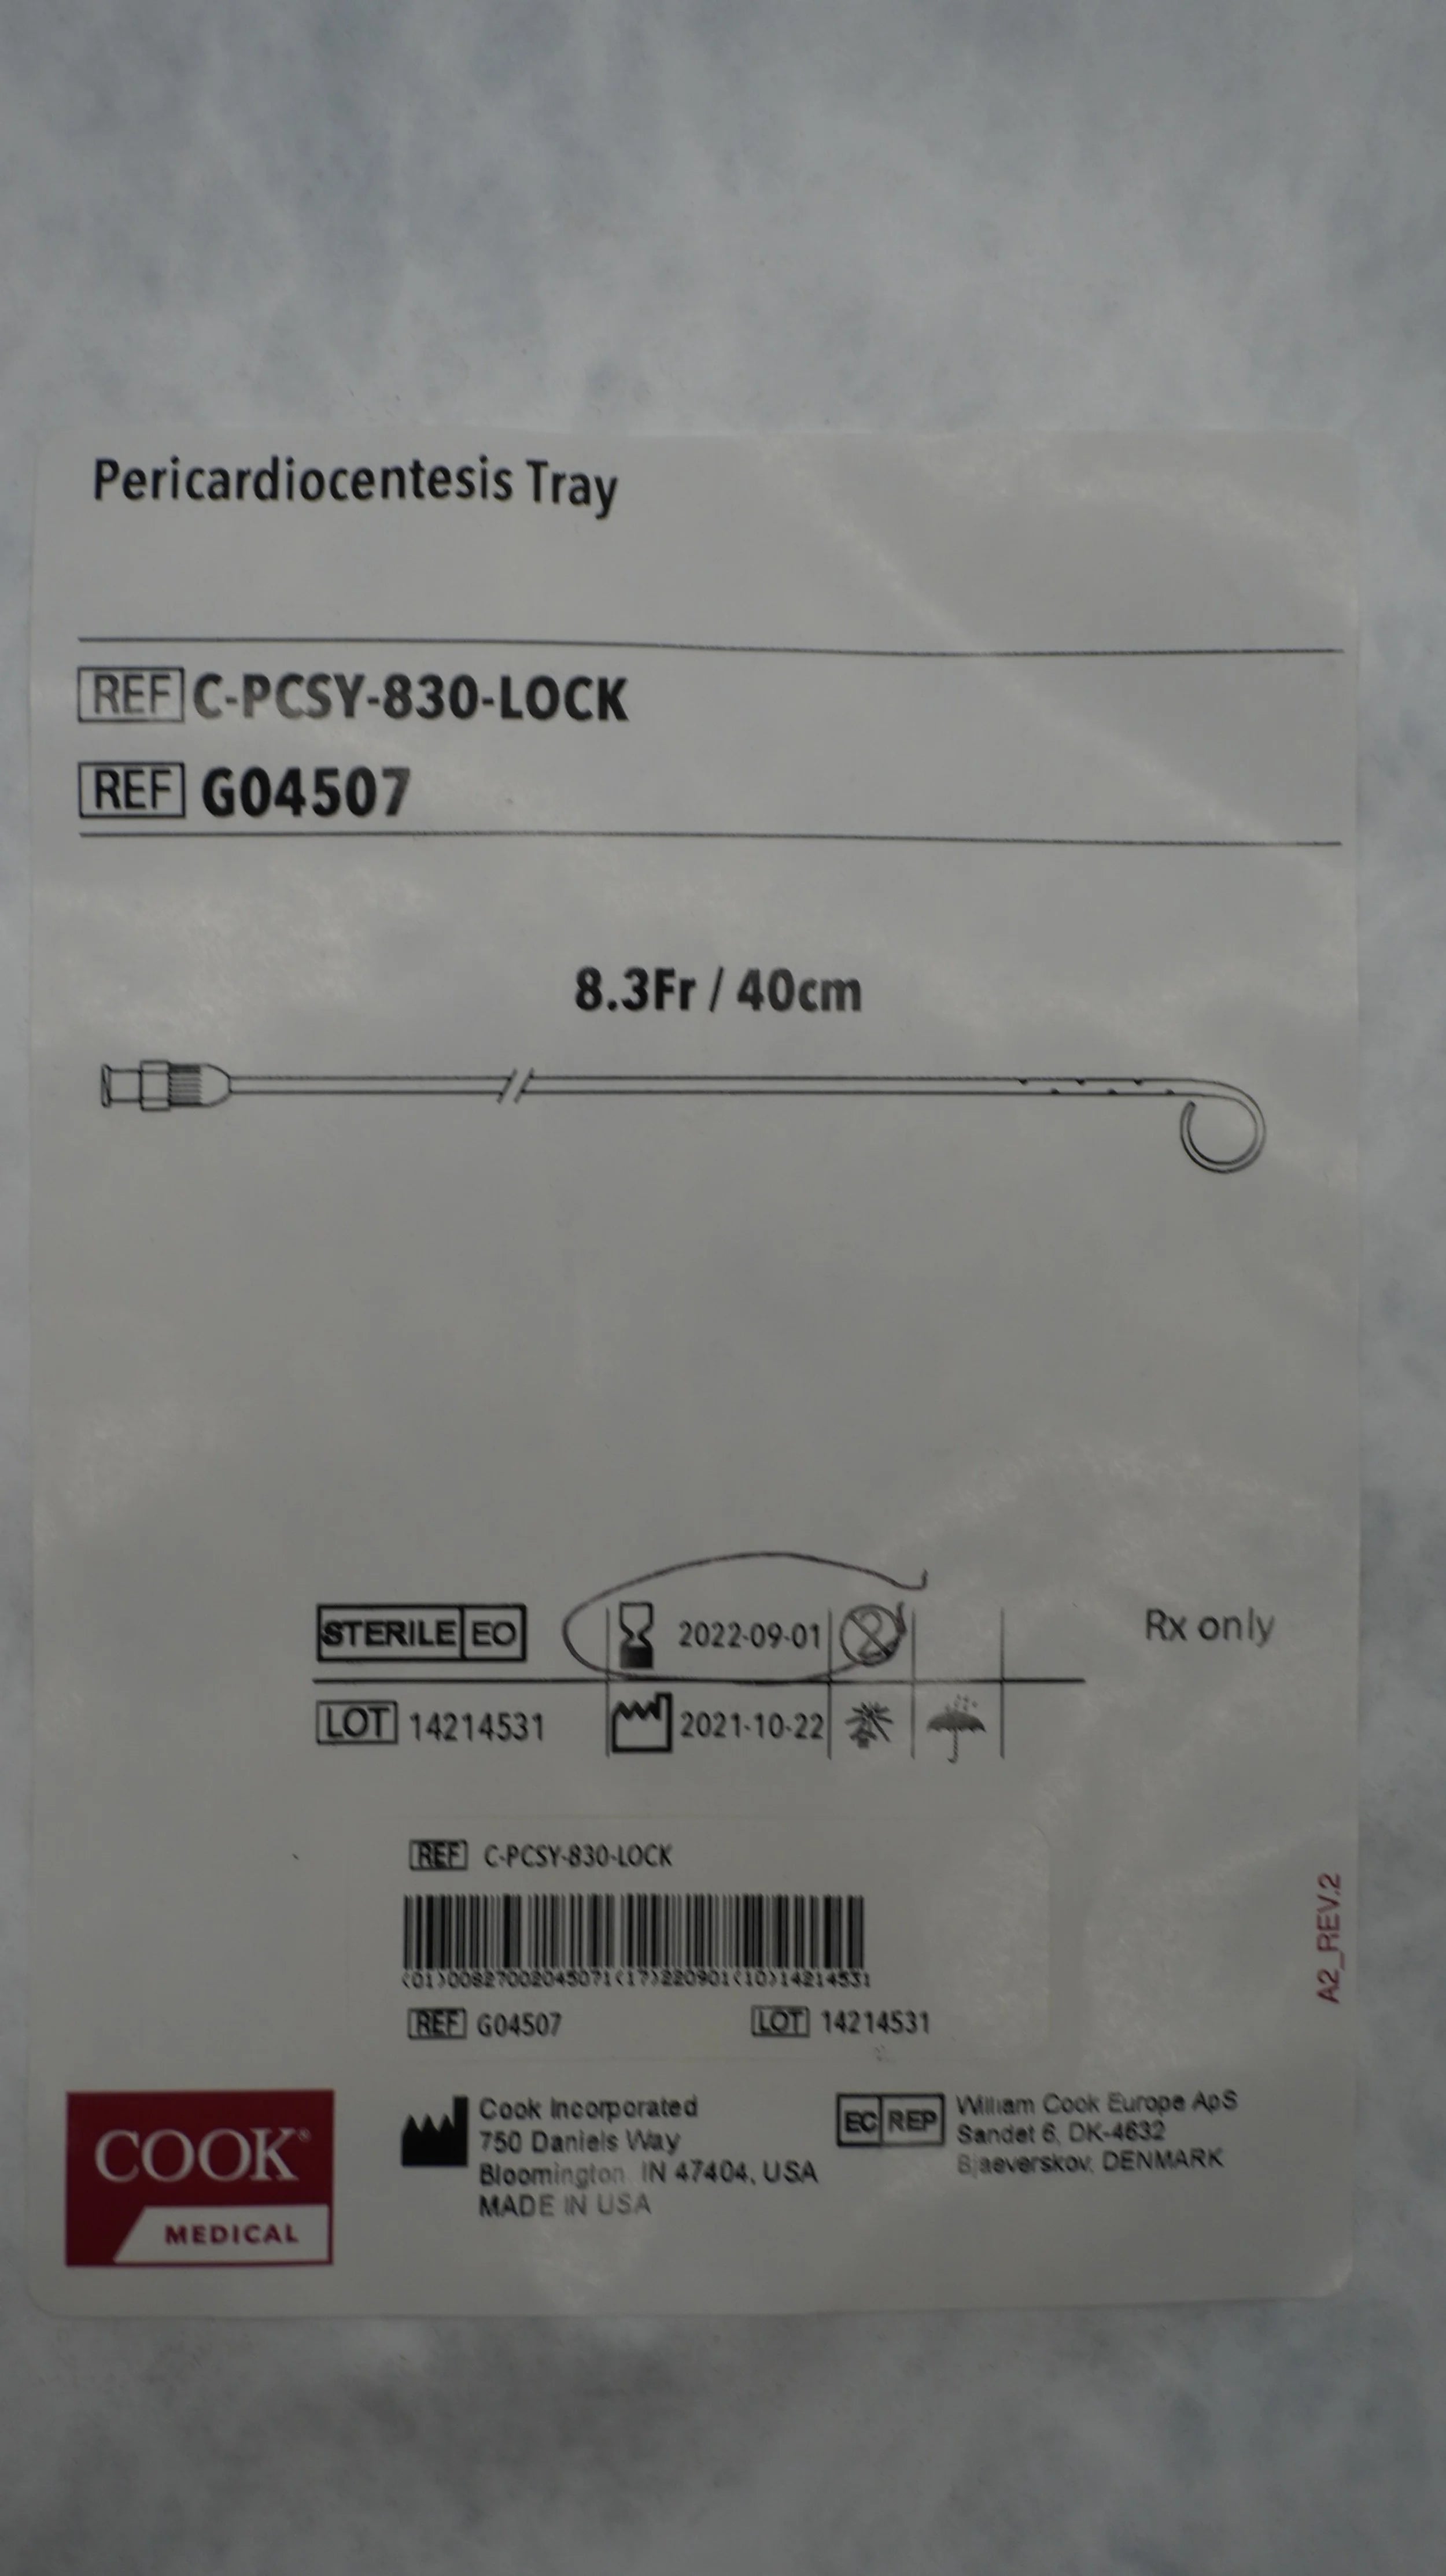 Pericardiocentesis Tray
REF C-PCSY-830-LOCK
REF G04507
8.3Fr / 40cm
STERILE EO 2022-09-01 2 Rx only
LOT 14214531 2021-10-22
REF C-PCSY-830-LOCK
(01)00827002045071(17)220901(10)14214531
REF G04507 LOT 14214531
A2_REV.2
COOK®
MEDICAL
Cook Incorporated
750 Daniels Way
Bloomington, IN 47404, USA
MADE IN USA
EC REP
William Cook Europe ApS
Sandet 6, DK-4632
Bjaeverskov, DENMARK